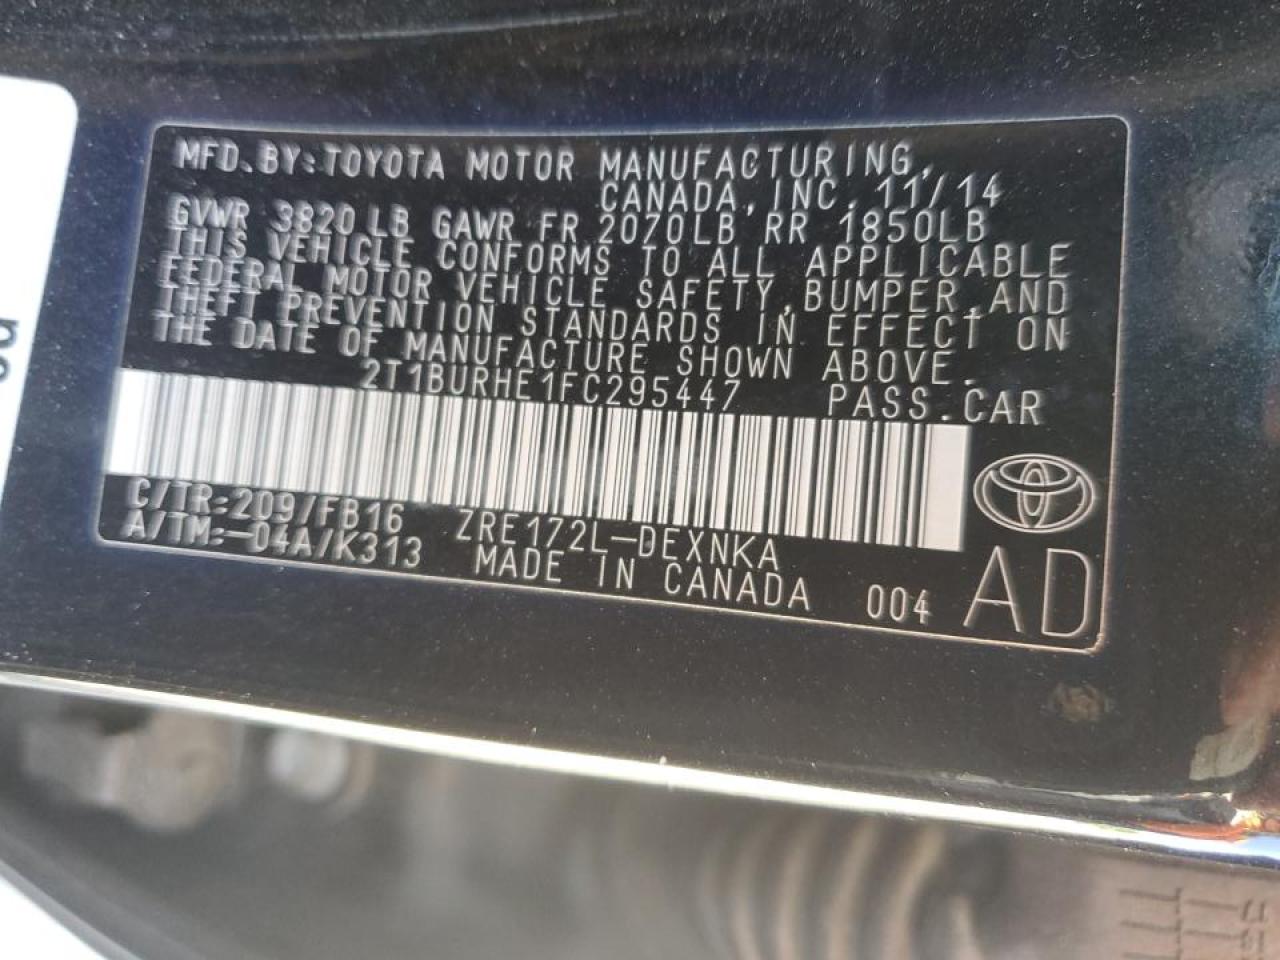 MFD. BY: TOYOTA MOTOR MANUFACTURING,
CANADA, INC. 11/14
GVWR 3820 LB GAWR FR 2070LB RR 1850LB
THIS VEHICLE CONFORMS TO ALL APPLICABLE
FEDERAL MOTOR VEHICLE SAFETY, BUMPER, AND
THEFT PREVENTION STANDARDS IN EFFECT ON
THE DATE OF MANUFACTURE SHOWN ABOVE.
2T1BURHE1FC295447 PASS. CAR
C/TR: 209/FB16 ZRE172L-DEXNKA
A/TM: -04A/K313 MADE IN CANADA 004 AD